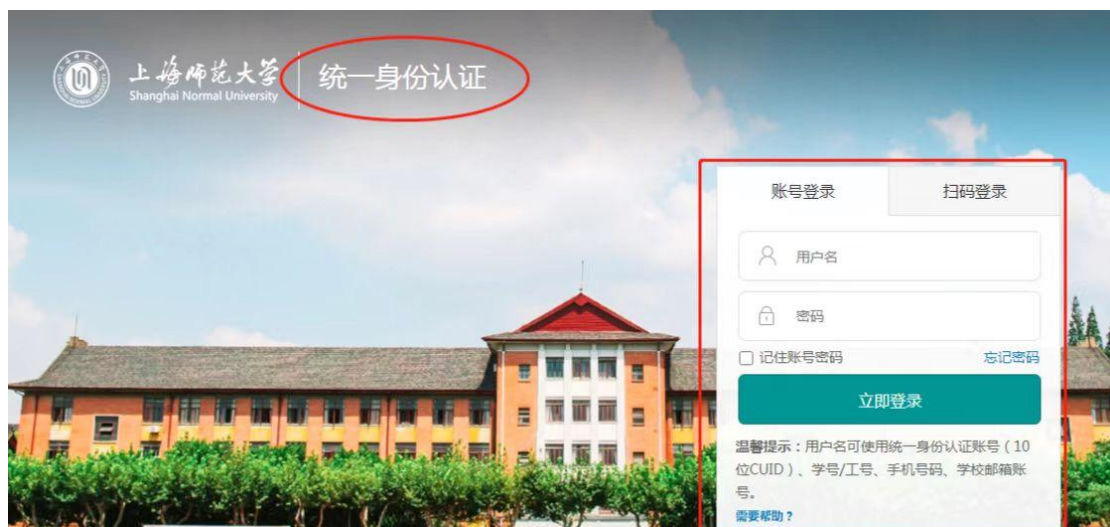 上海师范大学
Shanghai Normal University
统一身份认证
账号登录
扫码登录
用户名
密码
记住账号密码
忘记密码
立即登录
温馨提示：用户名可使用统一身份认证账号（10
位CUID）、学号/工号、手机号码、学校邮箱账
号。
需要帮助？